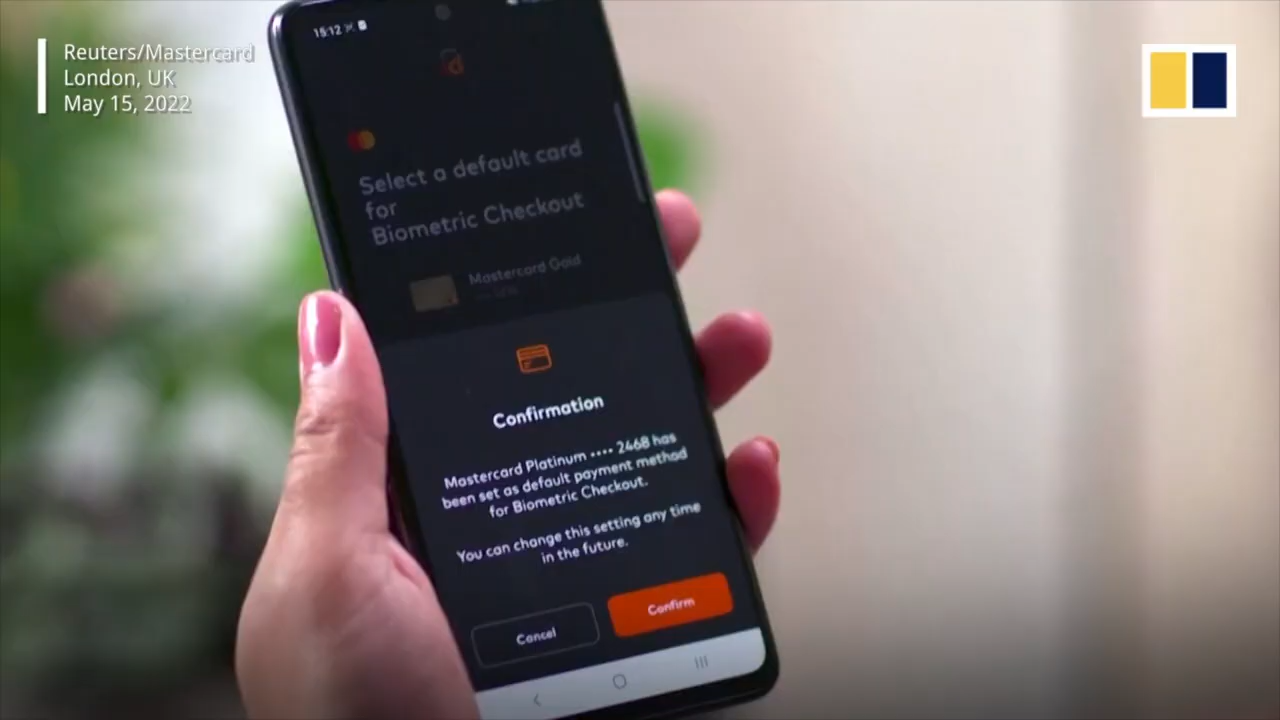 Reuters/Mastercard
London, UK
May 15, 2022
15:12
Select a default card
for
Biometric Checkout
Mastercard Gold
Confirmation
Mastercard Platinum •••• 2468 has
been set as default payment method
for Biometric Checkout.
You can change this setting any time
in the future.
Cancel
Confirm